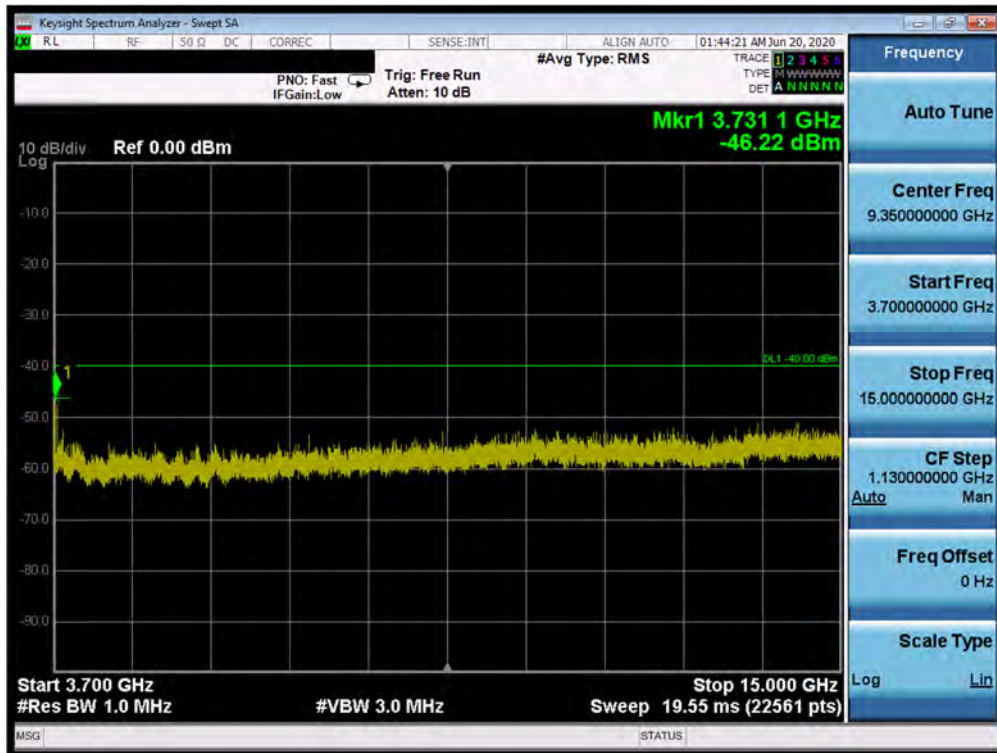 Keysight Spectrum Analyzer - Swept SA
LXI RL RF 50 Ω DC CORREC SENSE:INT ALIGN AUTO 01:44:21 AM Jun 20, 2020
#Avg Type: RMS TRACE 1 2 3 4 5 6
PNO: Fast Trig: Free Run TYPE M WWWWW
IFGain:Low Atten: 10 dB DET A N N N N N
Mkr1 3.731 1 GHz
-46.22 dBm
10 dB/div Ref 0.00 dBm
Log
-10.0
-20.0
-30.0
-40.0
DL1 -40.00 dBm
1
-50.0
-60.0
-70.0
-80.0
-90.0
Start 3.700 GHz Stop 15.000 GHz
#Res BW 1.0 MHz #VBW 3.0 MHz Sweep 19.55 ms (22561 pts)
MSG STATUS
Frequency
Auto Tune
Center Freq
9.350000000 GHz
Start Freq
3.700000000 GHz
Stop Freq
15.000000000 GHz
CF Step
1.130000000 GHz
Auto Man
Freq Offset
0 Hz
Scale Type
Log Lin